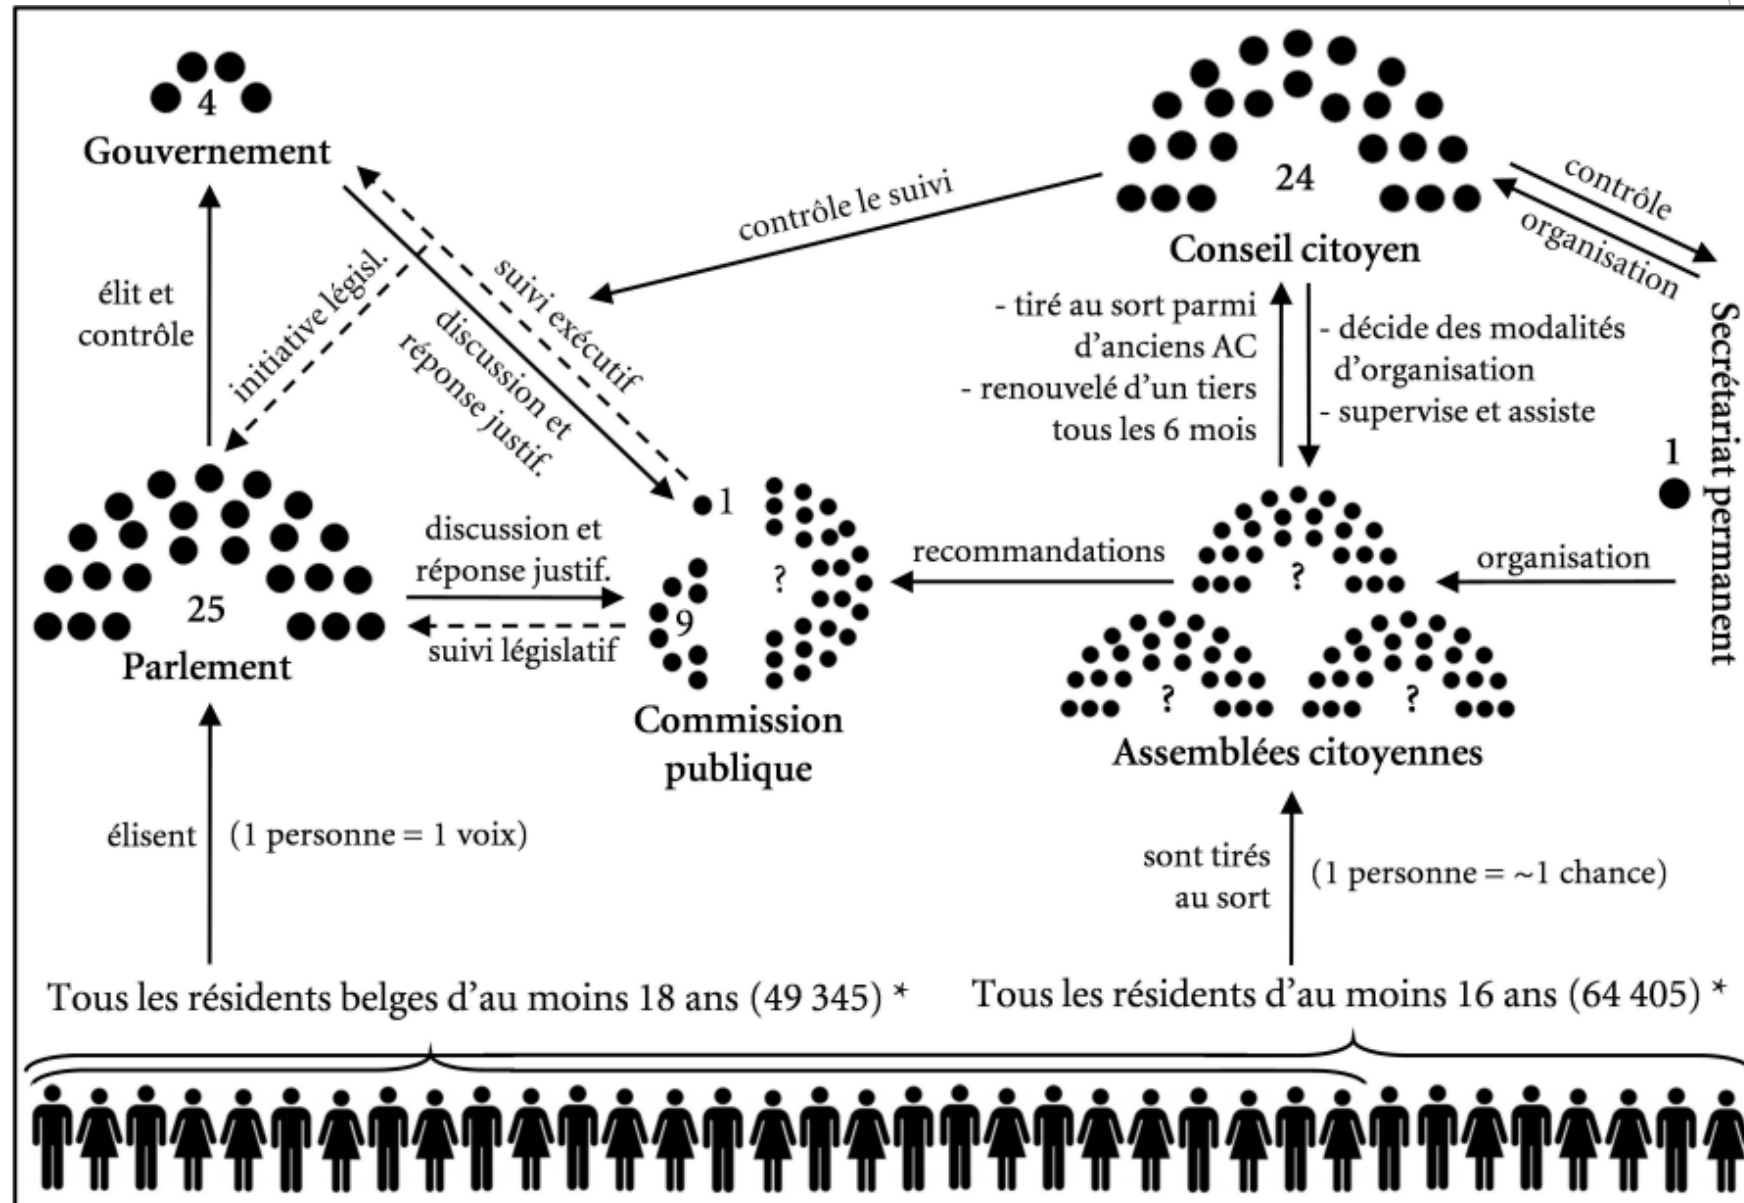 4
Gouvernement
24
Conseil citoyen
contrôle le suivi
contrôle
organisation
élit et
contrôle
initiative législ.
suivi exécutif
discussion et
réponse justif.
- tiré au sort parmi
d'anciens AC
- renouvelé d'un tiers
tous les 6 mois
- décide des modalités
d'organisation
- supervise et assiste
Secrétariat permanent
1
25
Parlement
discussion et
réponse justif.
suivi législatif
1
9
?
Commission
publique
recommandations
organisation
?
?
?
Assemblées citoyennes
élisent
(1 personne = 1 voix)
sont tirés
au sort
(1 personne = ~1 chance)
Tous les résidents belges d'au moins 18 ans (49 345) *
Tous les résidents d'au moins 16 ans (64 405) *